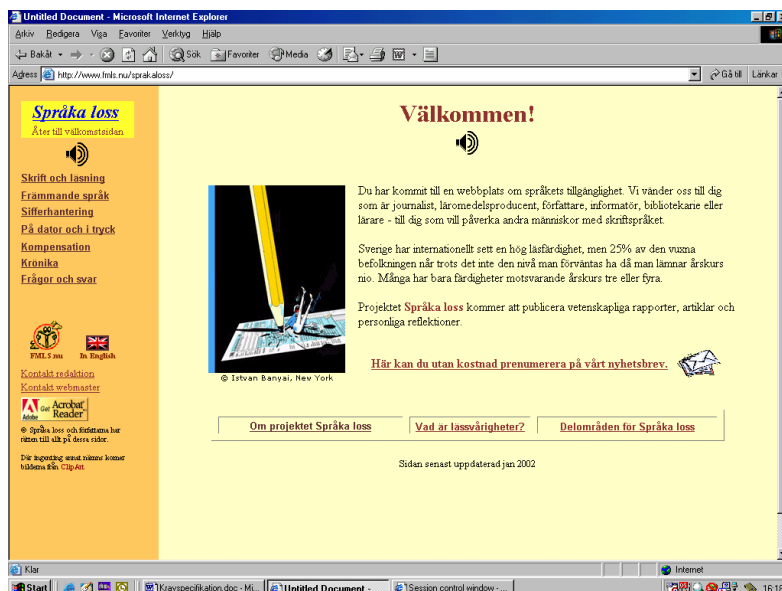 Untitled Document - Microsoft Internet Explorer
Arkiv Redigera Visa Favoriter Verktyg Hjälp
Bakåt Sök Favoriter Media
Adress http://www.fmls.nu/sprakaloss/ Gå till Länkar
Språka loss
Åter till välkomstsidan
Skrift och läsning
Främmande språk
Sifferhantering
På dator och i tryck
Kompensation
Krönika
Frågor och svar
FMLS nu In English
Kontakt redaktion
Kontakt webmaster
Get Acrobat
Adobe Reader
© Språka loss och författarna har
rätten till allt på dessa sidor.
Där ingenting annat nämns komer
bilderna från ClipArt
Välkommen!
Du har kommit till en webbplats om språkets tillgänglighet. Vi vänder oss till dig
som är journalist, läromedelsproducent, författare, informatör, bibliotekarie eller
lärare - till dig som vill påverka andra människor med skriftspråket.
Sverige har internationellt sett en hög läsfärdighet, men 25% av den vuxna
befolkningen når trots det inte den nivå man förväntas ha då man lämnar årskurs
nio. Många har bara färdigheter motsvarande årskurs tre eller fyra.
Projektet Språka loss kommer att publicera vetenskapliga rapporter, artiklar och
personliga reflektioner.
© Istvan Banyai, New York
Här kan du utan kostnad prenumerera på vårt nyhetsbrev.
Om projektet Språka loss Vad är lässvårigheter? Delområden för Språka loss
Sidan senast uppdaterad jan 2002
Klar Internet
Start Kravspecifikation.doc - Mi... Untitled Document - Session control window - ... 16:16